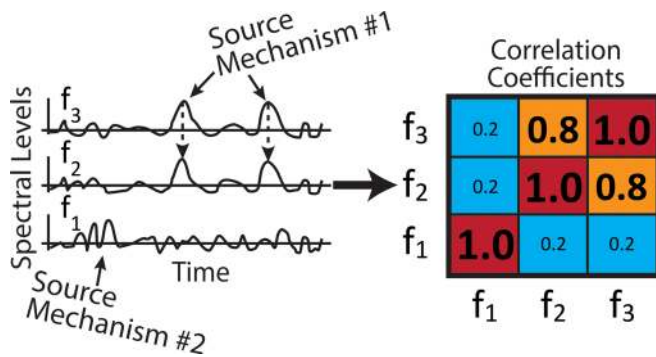 Source
Mechanism #1
Spectral Levels
f3
f2
f1
Time
Source
Mechanism #2
Correlation
Coefficients
f3 0.2 0.8 1.0
f2 0.2 1.0 0.8
f1 1.0 0.2 0.2
f1 f2 f3